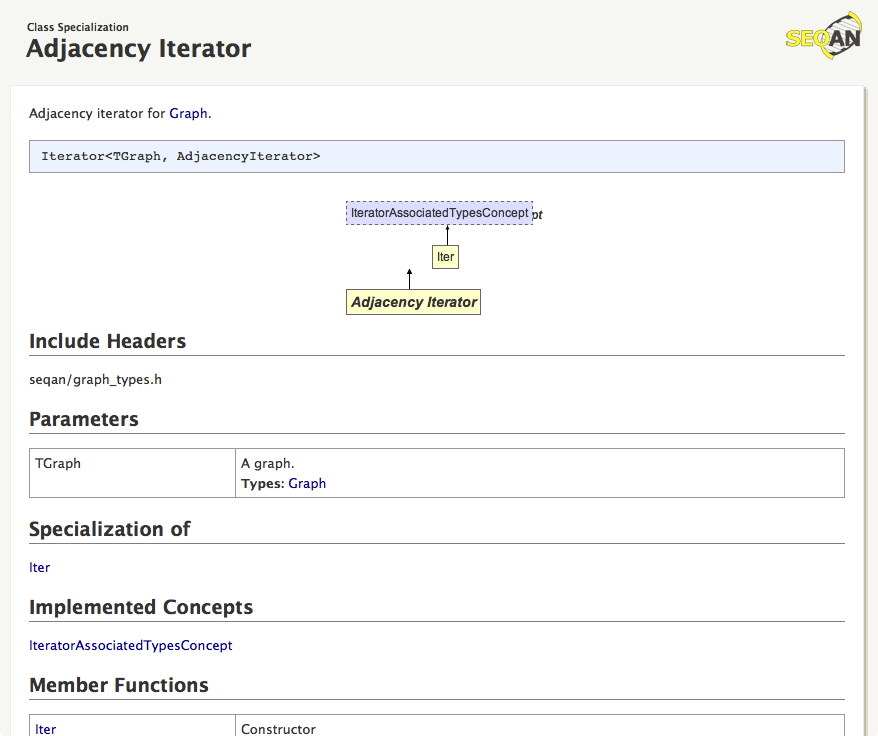 Class Specialization
Adjacency Iterator
SEQAN
Adjacency iterator for Graph.
Iterator<TGraph, AdjacencyIterator>
IteratorAssociatedTypesConcept pt
Iter
Adjacency Iterator
Include Headers
seqan/graph_types.h
Parameters
TGraph A graph.
Types: Graph
Specialization of
Iter
Implemented Concepts
IteratorAssociatedTypesConcept
Member Functions
Iter Constructor